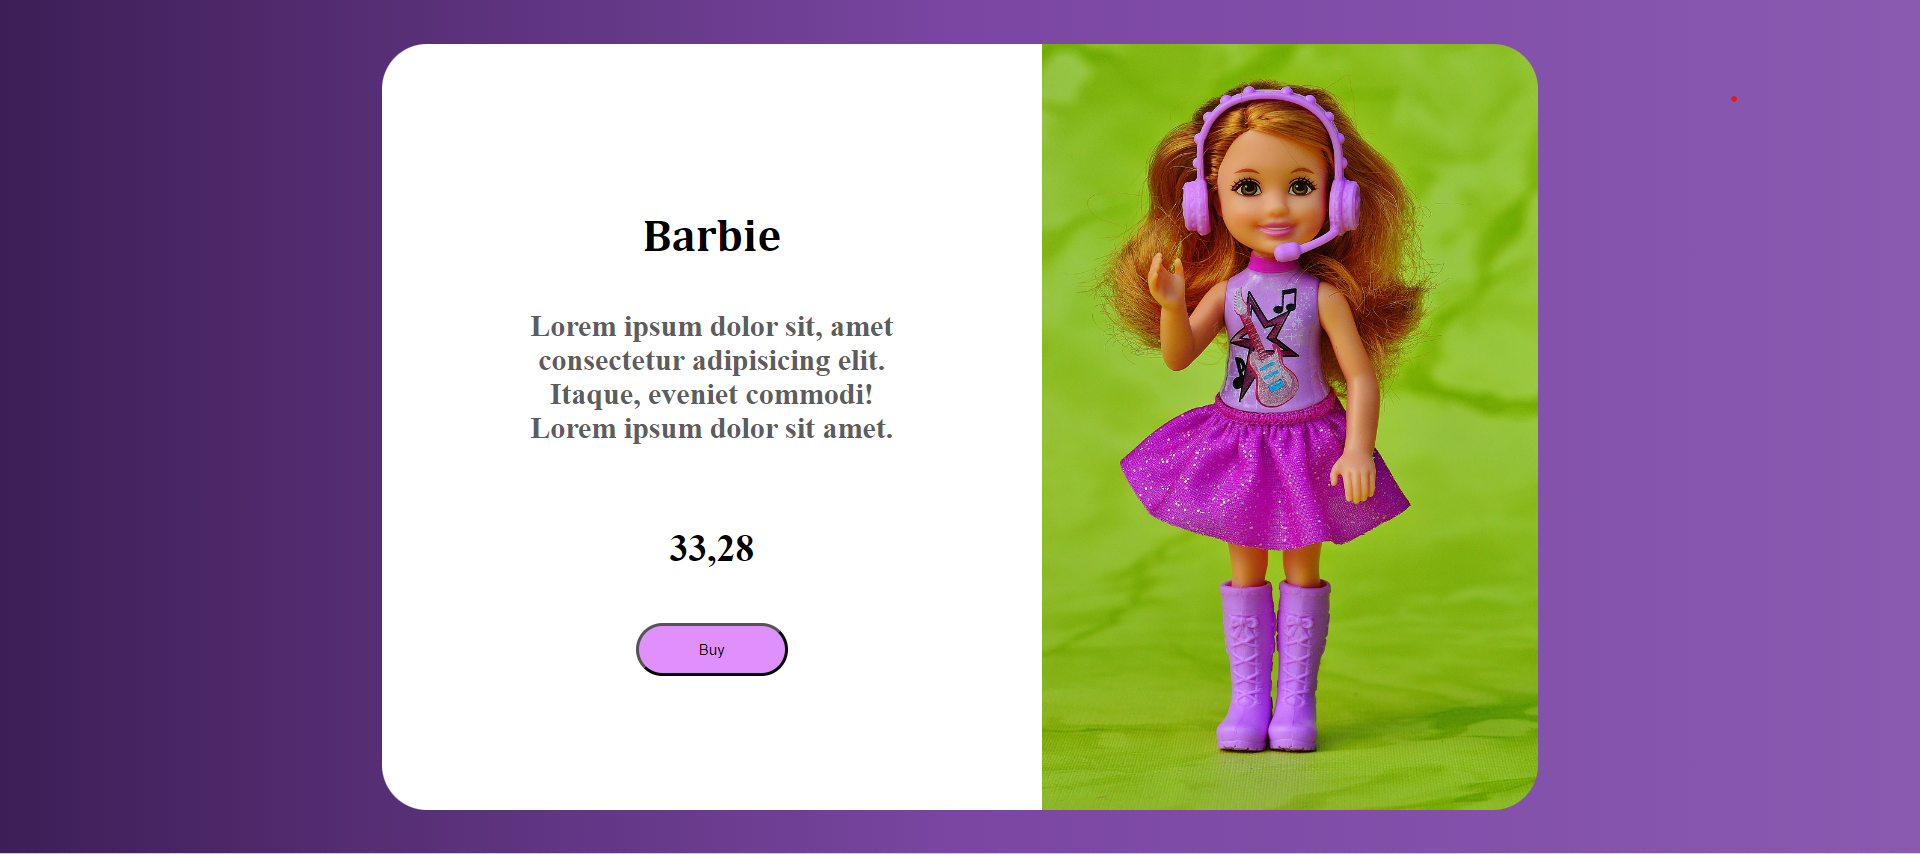 Barbie
Lorem ipsum dolor sit, amet
consectetur adipisicing elit.
Itaque, eveniet commodi!
Lorem ipsum dolor sit amet.
33,28
Buy